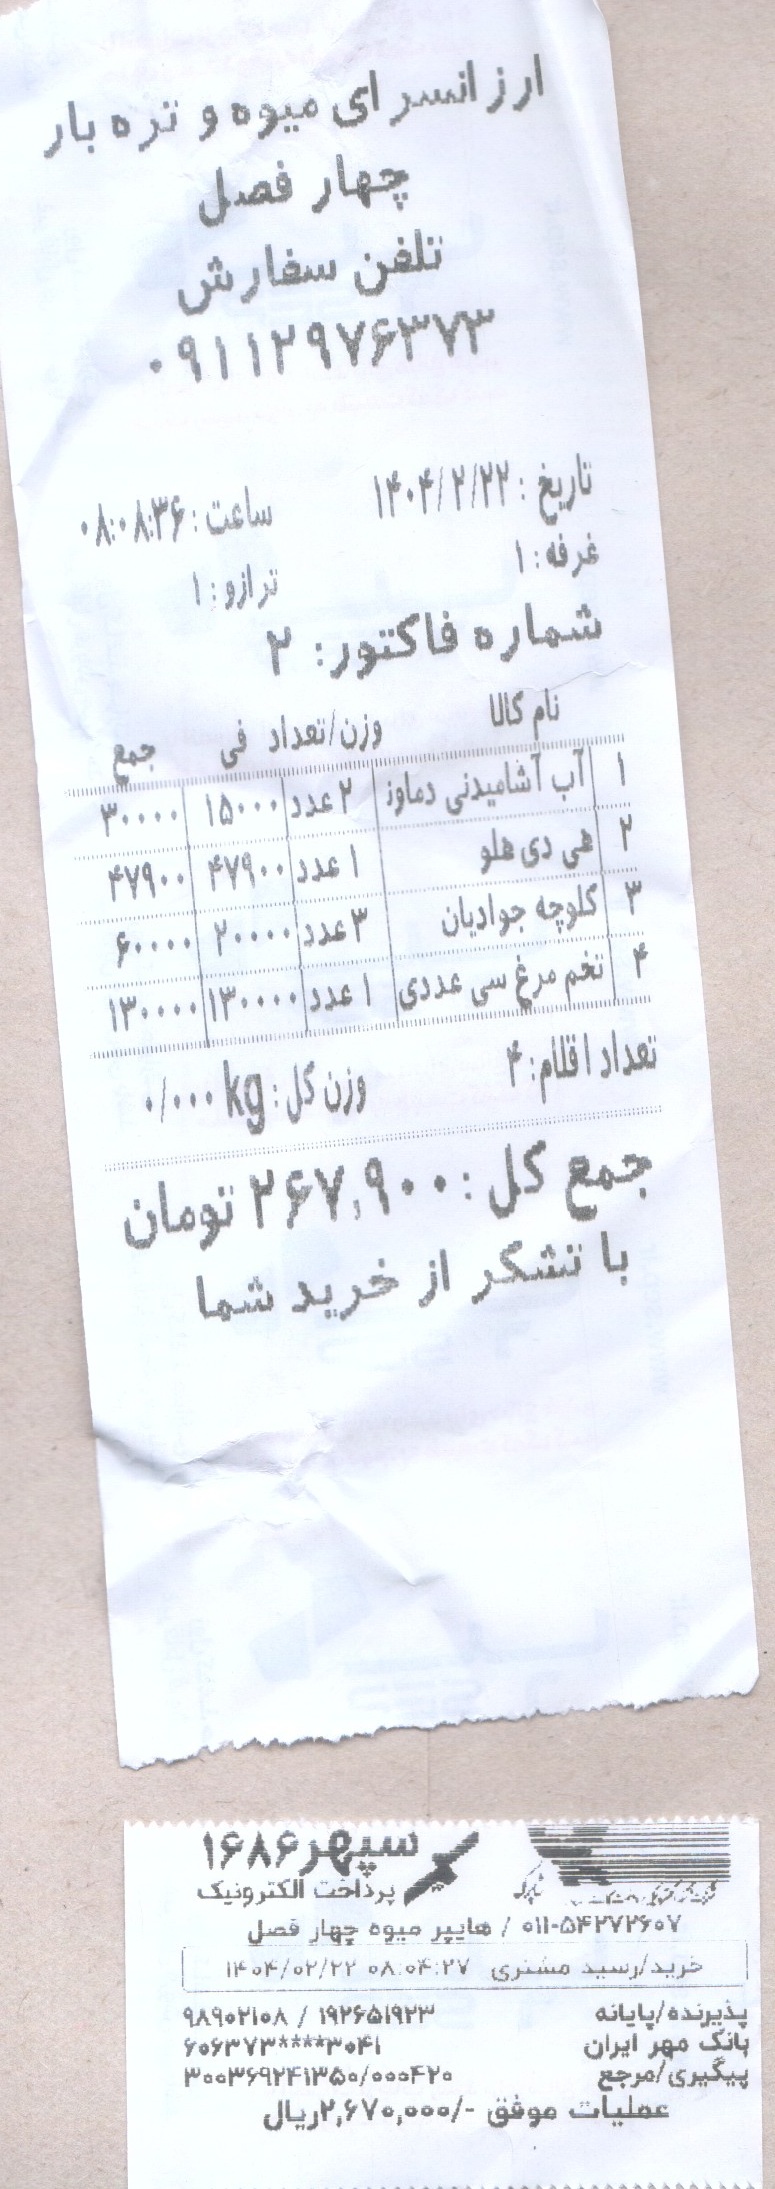 ارزانسرای میوه و تره بار
چهار فصل
تلفن سفارش
۰۹۱۱۲۹۷۶۳۷۳
تاریخ : ۱۴۰۴/۲/۲۲ ساعت : ۰۸:۰۸:۳۶
غرفه : ۱ ترازو : ۱
شماره فاکتور: ۲
نام کالا وزن/تعداد فی جمع
۱ آب آشامیدنی دماون ۲ عدد ۱۵۰۰۰ ۳۰۰۰۰
۲ هی دی هلو ۱ عدد ۴۷۹۰۰ ۴۷۹۰۰
۳ کلوچه جوادیان ۳ عدد ۲۰۰۰۰ ۶۰۰۰۰
۴ تخم مرغ سی عددی ۱ عدد ۱۳۰۰۰۰ ۱۳۰۰۰۰
تعداد اقلام: ۴ وزن کل: ۰/۰۰۰ kg
جمع کل : ۲۶۷,۹۰۰ تومان
با تشکر از خرید شما
سپهر ۱۶۸۶
پرداخت الکترونیک
۰۱۱-۵۴۲۷۲۶۰۷ / هایپر میوه چهار فصل
خرید/رسید مشتری ۰۸:۰۴:۲۷ ۱۴۰۴/۰۲/۲۲
پذیرنده/پایانه ۹۸۹۰۲۱۰۸ / ۱۹۲۶۵۱۹۲۳
بانک مهر ایران ۶۰۶۳۷۳****۳۰۴۱
پیگیری/مرجع ۳۰۰۳۶۹۲۴۱۳۵۰/۰۰۰۴۲۰
عملیات موفق -/۲,۶۷۰,۰۰۰ریال